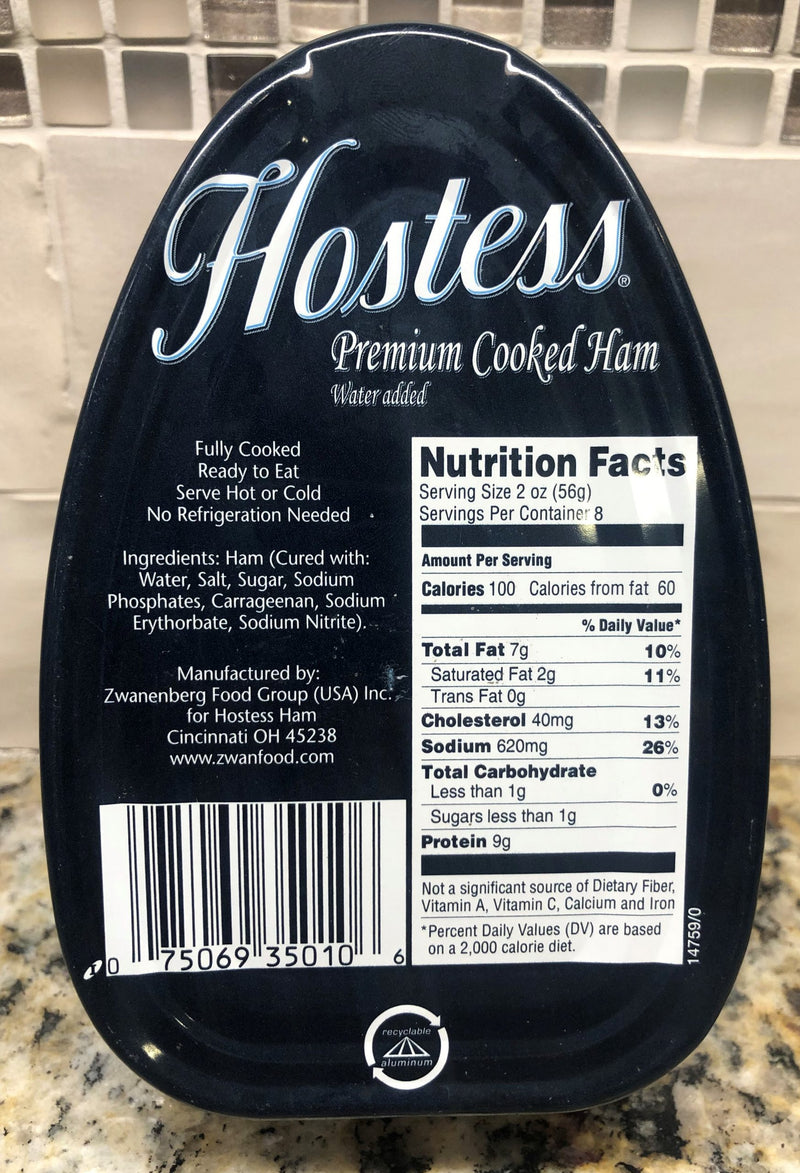 Hostess®
Premium Cooked Ham
Water added
Fully Cooked
Ready to Eat
Serve Hot or Cold
No Refrigeration Needed
Ingredients: Ham (Cured with:
Water, Salt, Sugar, Sodium
Phosphates, Carrageenan, Sodium
Erythorbate, Sodium Nitrite).
Manufactured by:
Zwanenberg Food Group (USA) Inc.
for Hostess Ham
Cincinnati OH 45238
www.zwanfood.com
0 75069 35010 6
Nutrition Facts
Serving Size 2 oz (56g)
Servings Per Container 8
Amount Per Serving
Calories 100 Calories from fat 60
% Daily Value*
Total Fat 7g 10%
Saturated Fat 2g 11%
Trans Fat 0g
Cholesterol 40mg 13%
Sodium 620mg 26%
Total Carbohydrate
Less than 1g 0%
Sugars less than 1g
Protein 9g
Not a significant source of Dietary Fiber,
Vitamin A, Vitamin C, Calcium and Iron
*Percent Daily Values (DV) are based
on a 2,000 calorie diet.
14759/0
recyclable
aluminum